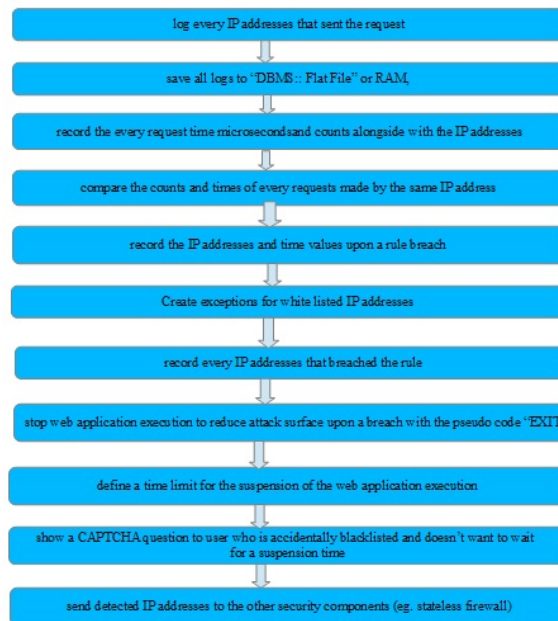 log every IP addresses that sent the request
save all logs to “DBMS :: Flat File” or RAM,
record the every request time microsecondsand counts alongside with the IP addresses
compare the counts and times of every requests made by the same IP address
record the IP addresses and time values upon a rule breach
Create exceptions for white listed IP addresses
record every IP addresses that breached the rule
stop web application execution to reduce attack surface upon a breach with the pseudo code “EXIT
define a time limit for the suspension of the web application execution
show a CAPTCHA question to user who is accidentally blacklisted and doesn’t want to wait
for a suspension time
send detected IP addresses to the other security components (eg. stateless firewall)